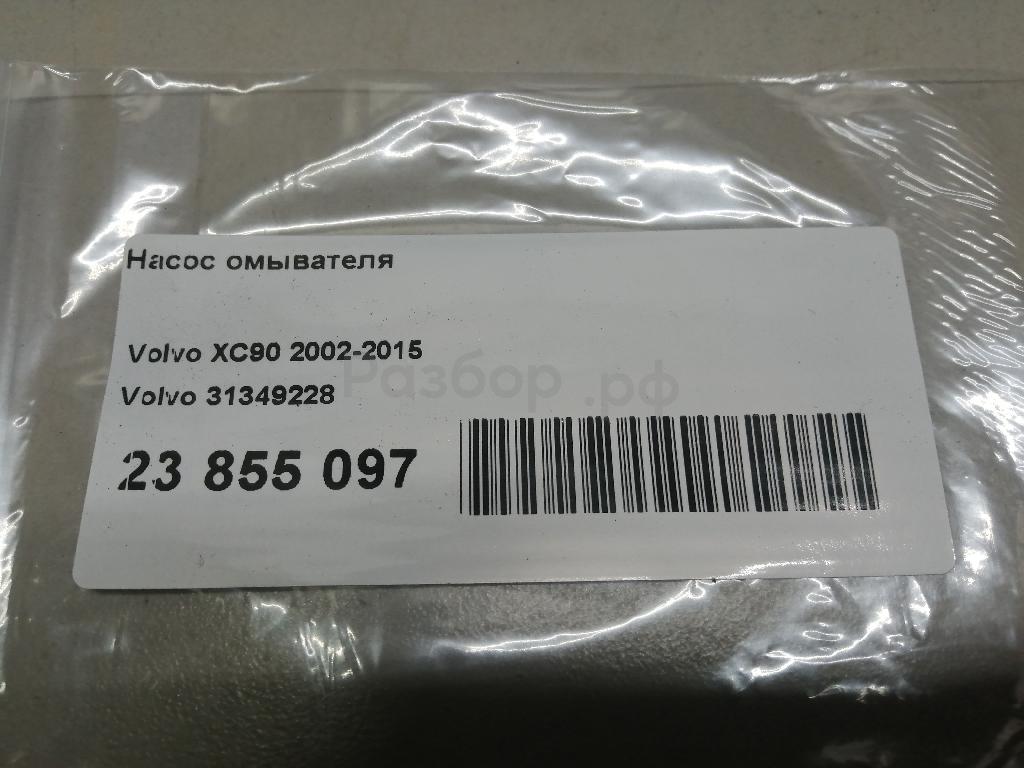 Насос омывателя
Volvo XC90 2002-2015
Разбор.рф
Volvo 31349228
23 855 097